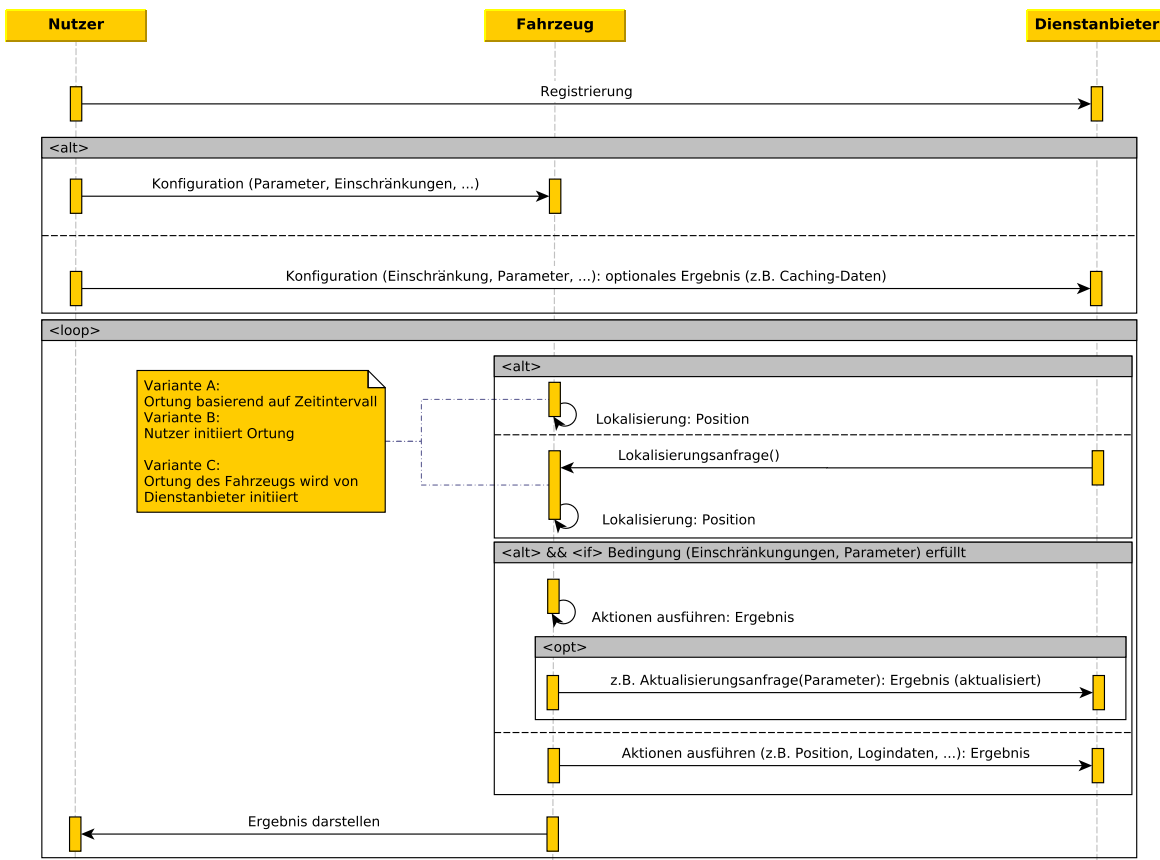 Nutzer
Fahrzeug
Dienstanbieter
Registrierung
<alt>
Konfiguration (Parameter, Einschränkungen, ...)
Konfiguration (Einschränkung, Parameter, ...): optionales Ergebnis (z.B. Caching-Daten)
<loop>
<alt>
Variante A:
Ortung basierend auf Zeitintervall
Variante B:
Nutzer initiiert Ortung
Variante C:
Ortung des Fahrzeugs wird von
Dienstanbieter initiiert
Lokalisierung: Position
Lokalisierungsanfrage()
Lokalisierung: Position
<alt> && <if> Bedingung (Einschränkungungen, Parameter) erfüllt
Aktionen ausführen: Ergebnis
<opt>
z.B. Aktualisierungsanfrage(Parameter): Ergebnis (aktualisiert)
Aktionen ausführen (z.B. Position, Logindaten, ...): Ergebnis
Ergebnis darstellen